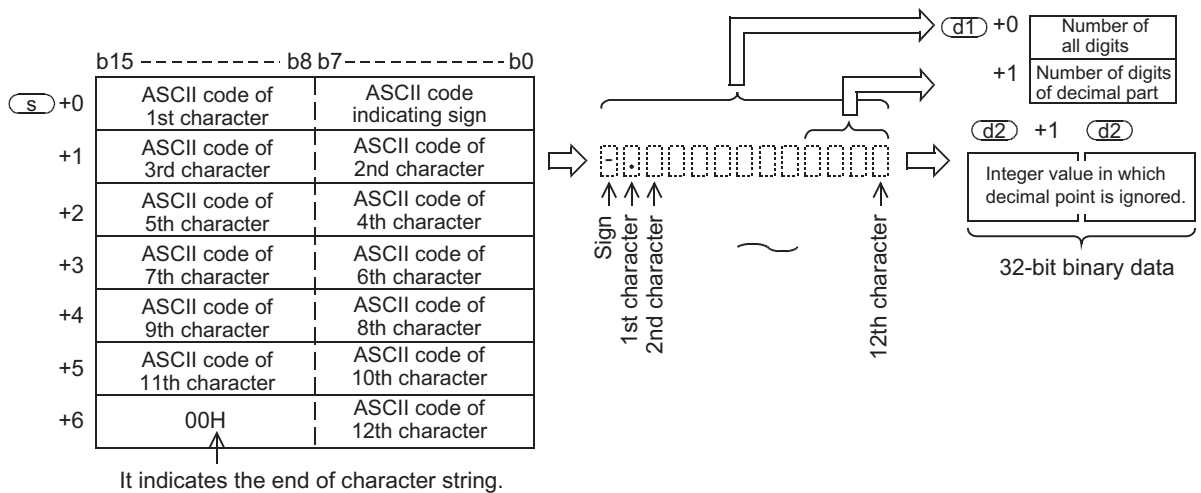 b15 ---------- b8 b7---------- b0
s +0
ASCII code of
1st character
ASCII code
indicating sign
+1
ASCII code of
3rd character
ASCII code of
2nd character
+2
ASCII code of
5th character
ASCII code of
4th character
+3
ASCII code of
7th character
ASCII code of
6th character
+4
ASCII code of
9th character
ASCII code of
8th character
+5
ASCII code of
11th character
ASCII code of
10th character
+6
00H
ASCII code of
12th character
It indicates the end of character string.
- .
Sign
1st character
2nd character
12th character
d1 +0
Number of
all digits
+1
Number of digits
of decimal part
d2 +1 d2
Integer value in which
decimal point is ignored.
32-bit binary data